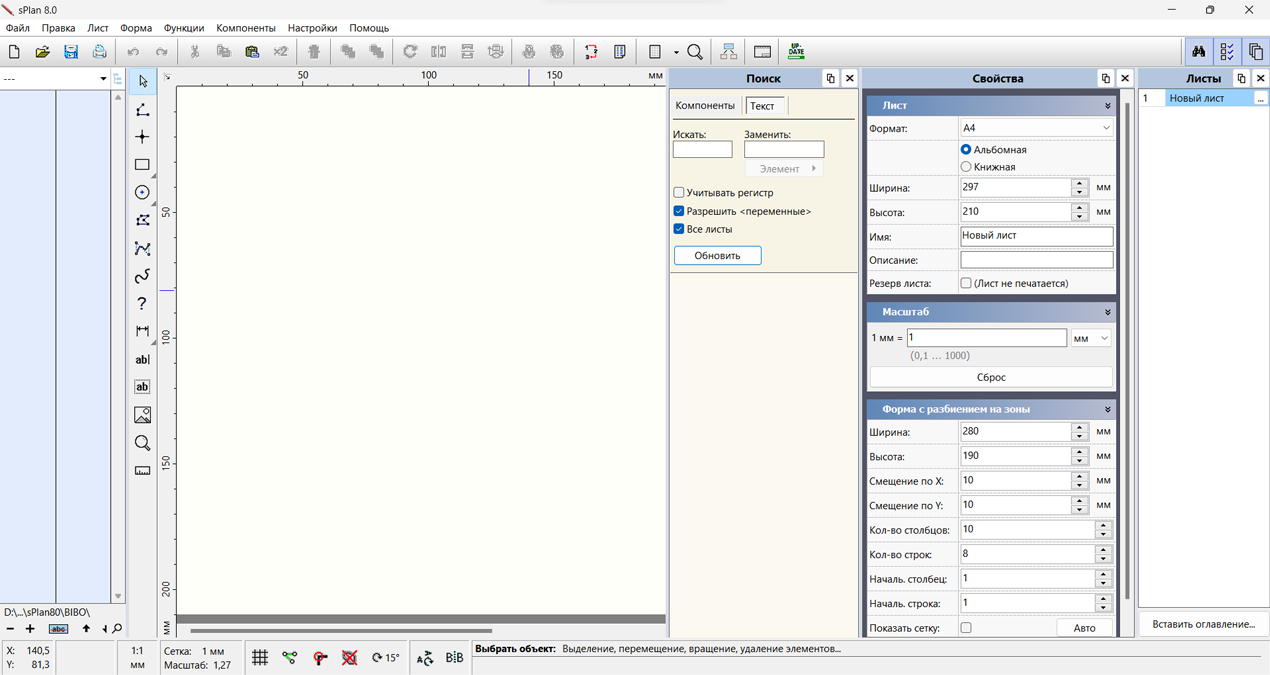 sPlan 8.0
Файл Правка Лист Форма Функции Компоненты Настройки Помощь
×2
UP-
DATE
---
50 100 150 мм
50
100
150
200
мм
ab|
ab
?
D:\...\sPlan80\BIBO\
abc
Поиск
Компоненты Текст
Искать: Заменить:
Элемент
Учитывать регистр
Разрешить <переменные>
Все листы
Обновить
Свойства
Лист
Формат: A4
Альбомная
Книжная
Ширина: 297 мм
Высота: 210 мм
Имя: Новый лист
Описание:
Резерв листа: (Лист не печатается)
Масштаб
1 мм = 1 мм
(0,1 ... 1000)
Сброс
Форма с разбиением на зоны
Ширина: 280 мм
Высота: 190 мм
Смещение по X: 10 мм
Смещение по Y: 10 мм
Кол-во столбцов: 10
Кол-во строк: 8
Началь. столбец: 1
Началь. строка: 1
Показать сетку: Авто
Листы
1 Новый лист ...
Вставить оглавление...
X: 140,5
Y: 81,3
1:1
мм
Сетка: 1 мм
Масштаб: 1,27
15°
Выбрать объект: Выделение, перемещение, вращение, удаление элементов...